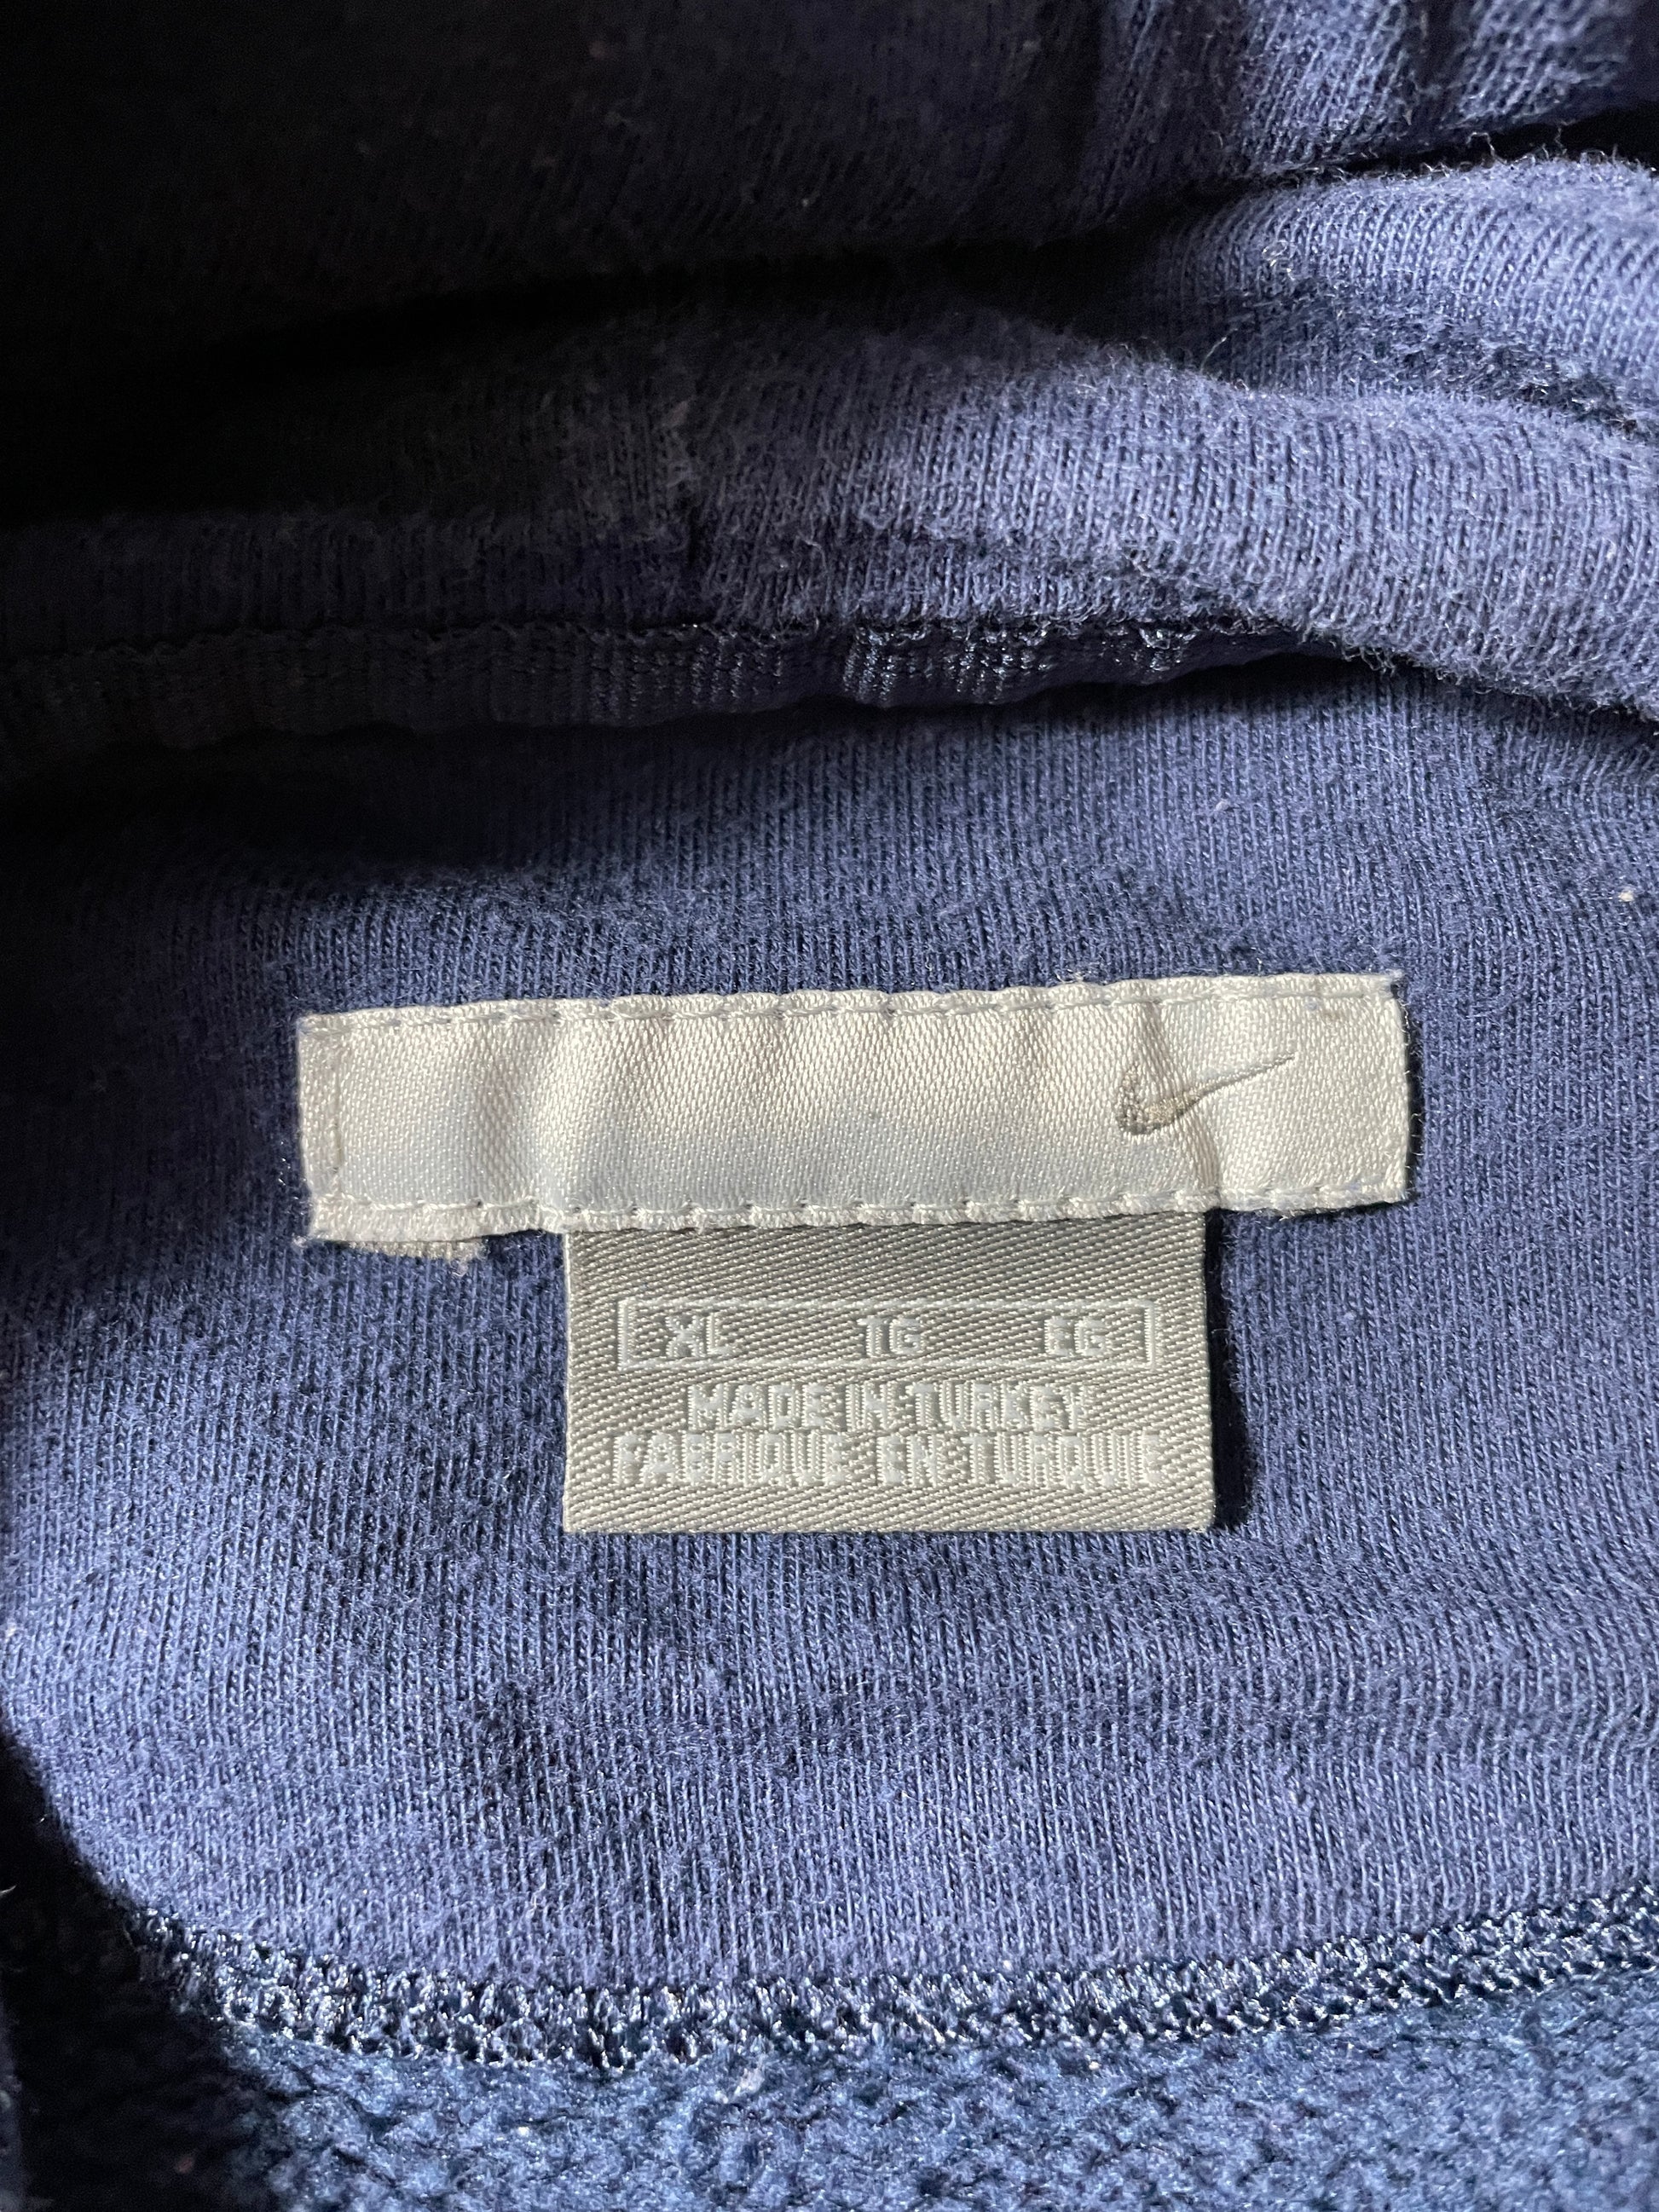 XL TG EG
MADE IN TURKEY
FABRIQUE EN TURQUIE